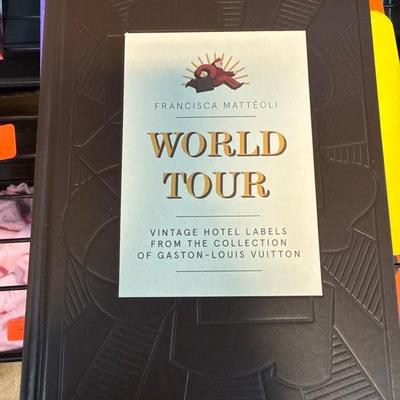 FRANCISCA MATTÉOLI
WORLD
TOUR
VINTAGE HOTEL LABELS
FROM THE COLLECTION
OF GASTON-LOUIS VUITTON